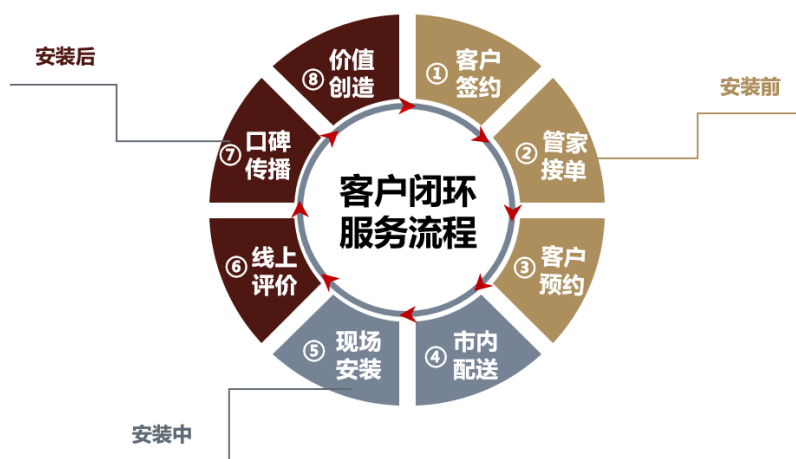 安装后
安装前
安装中
客户闭环
服务流程
①客户
签约
②管家
接单
③客户
预约
④市内
配送
⑤现场
安装
⑥线上
评价
⑦口碑
传播
⑧价值
创造